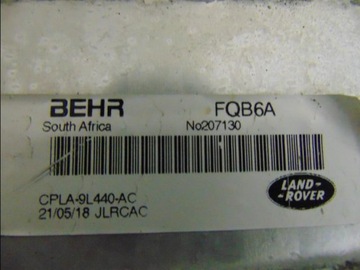 BEHR FQB6A
South Africa No207130
CPLA-9L440-AC
21/05/18 JLRCAC
LAND-
-ROVER